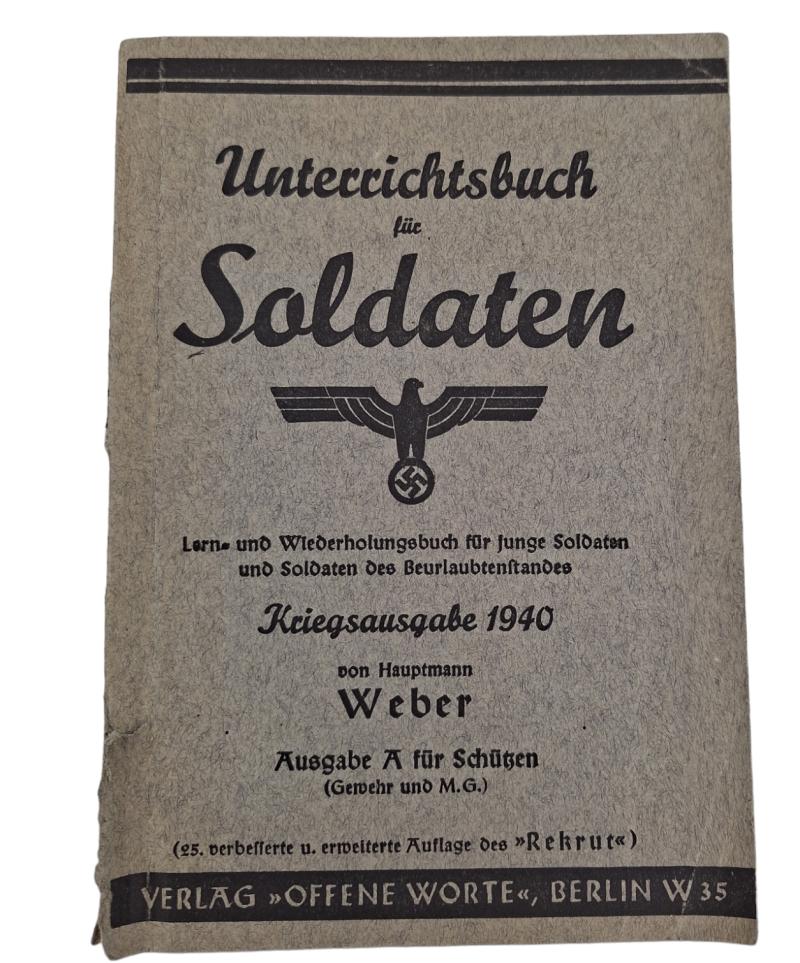 Unterrichtsbuch
für
Soldaten
Lern- und Wiederholungsbuch für junge Soldaten
und Soldaten des Beurlaubtenſtandes
Kriegsausgabe 1940
von Hauptmann
Weber
Ausgabe A für Schützen
(Gewehr und M.G.)
(25. verbeſſerte u. erweiterte Auflage des »Rekrut«)
VERLAG »OFFENE WORTE«, BERLIN W 35